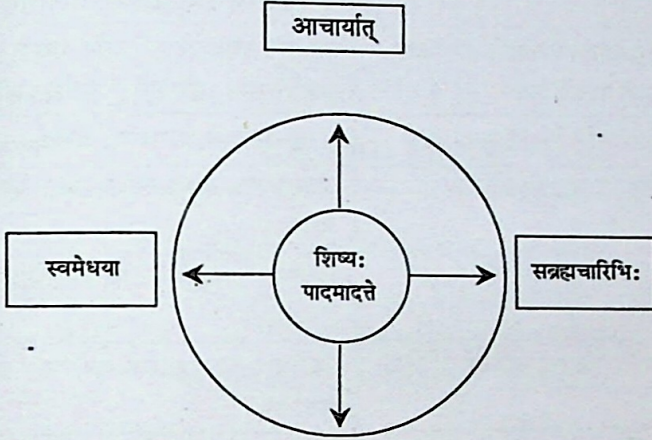 आचार्यात्
स्वमेधया
शिष्यः
पादमादत्ते
सब्रह्मचारिभिः